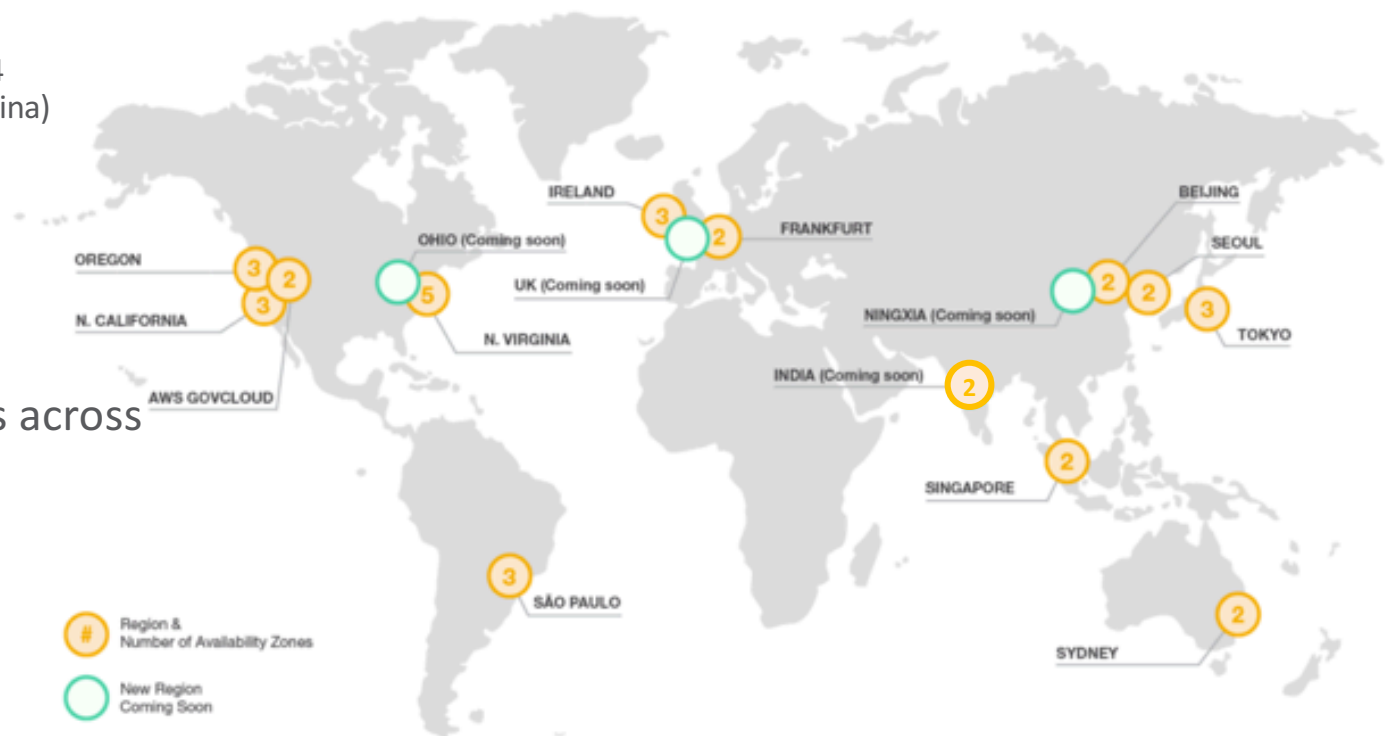 4
ina)
IRELAND
BEIJING
3
FRANKFURT
2
OHIO (Coming soon)
SEOUL
OREGON
3
2
UK (Coming soon)
2
2
5
3
N. CALIFORNIA
3
NINGXIA (Coming soon)
N. VIRGINIA
TOKYO
INDIA (Coming soon)
2
AWS GOVCLOUD
s across
2
SINGAPORE
3
SÃO PAULO
2
# Region &
Number of Availability Zones
SYDNEY
New Region
Coming Soon